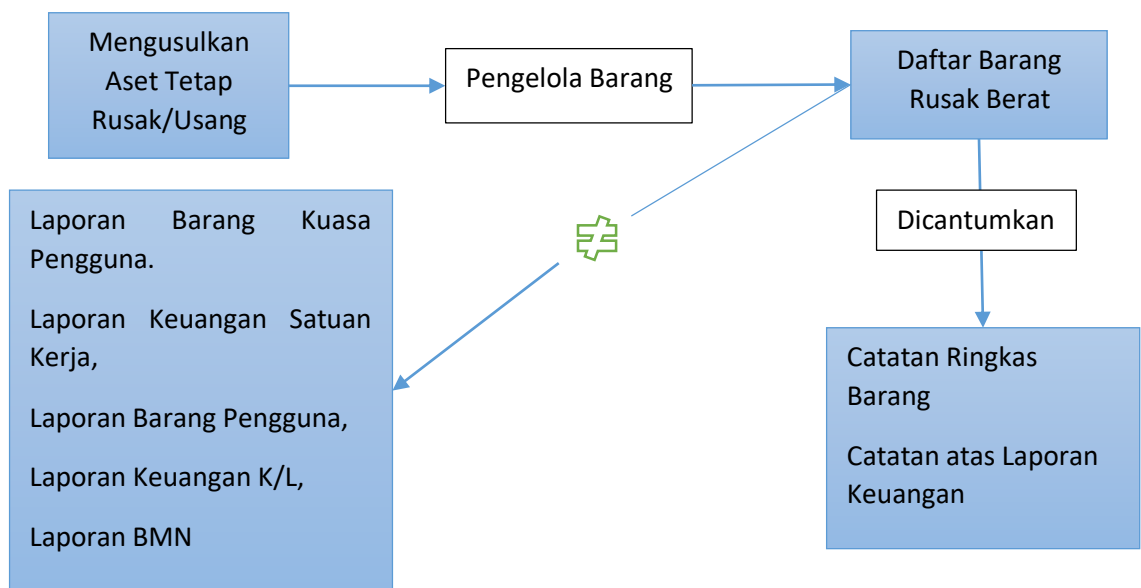 Mengusulkan
Aset Tetap
Rusak/Usang
Pengelola Barang
Daftar Barang
Rusak Berat
Laporan Barang Kuasa
Pengguna.
Laporan Keuangan Satuan
Kerja,
Laporan Barang Pengguna,
Laporan Keuangan K/L,
Laporan BMN
≠
Dicantumkan
Catatan Ringkas
Barang
Catatan atas Laporan
Keuangan